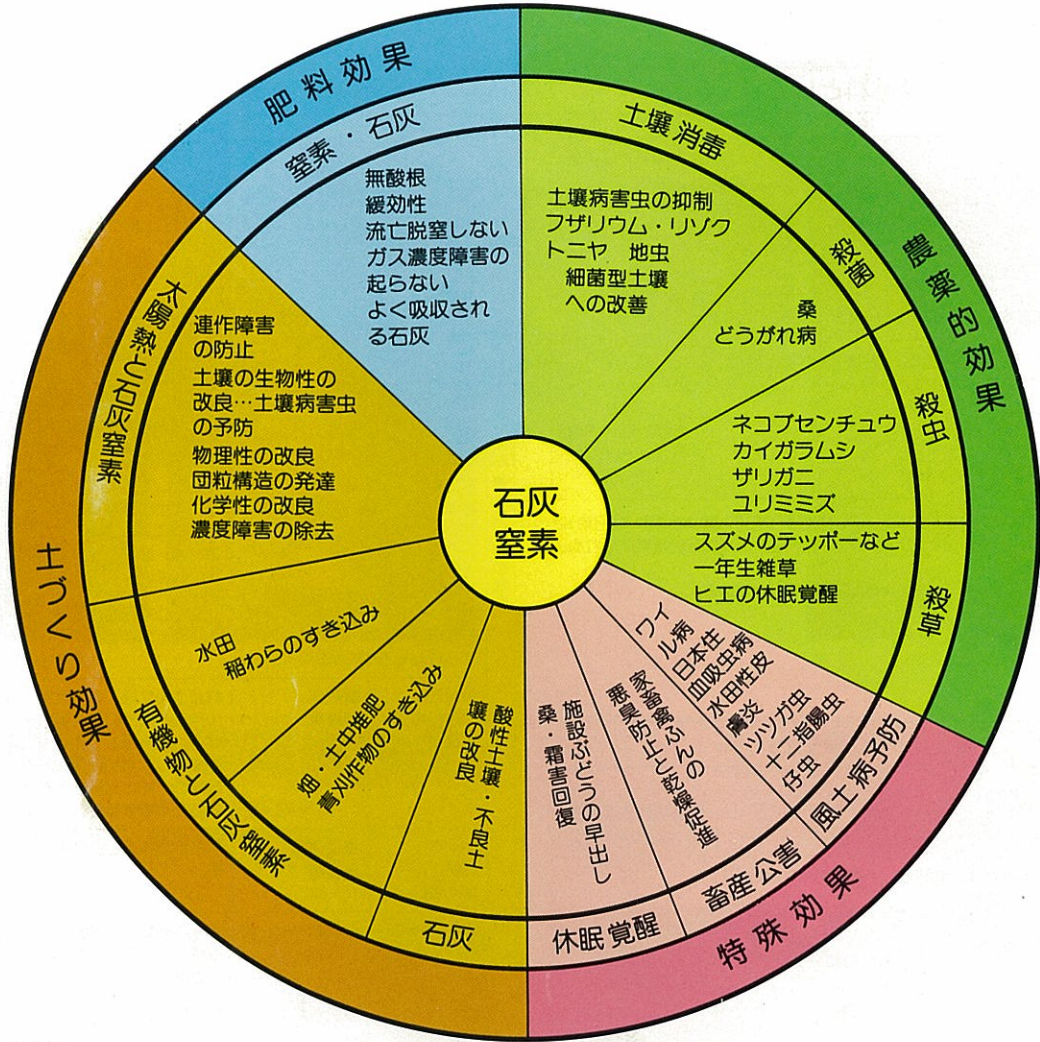 肥料効果
窒素・石灰
無酸根
緩効性
流亡脱窒しない
ガス濃度障害の
起らない
よく吸収され
る石灰
農薬的効果
土壌消毒
土壌病害虫の抑制
フザリウム・リゾク
トニヤ 地虫
細菌型土壌
への改善
殺菌
桑
どうがれ病
殺虫
ネコブセンチュウ
カイガラムシ
ザリガニ
ユリミミズ
殺草
スズメのテッポーなど
一年生雑草
ヒエの休眠覚醒
特殊効果
風土病予防
ワイ
ル病
日本住
血吸虫病
水田性皮
膚炎
ツツガ虫
十二指腸虫
仔虫
畜産公害
家畜禽ふんの
悪臭防止と乾燥促進
休眠覚醒
施設ぶどうの早出し
桑・霜害回復
土づくり効果
石灰
酸性土壌・不良土
壌の改良
有機物と石灰窒素
畑・土中堆肥
青刈作物のすき込み
水田
稲わらのすき込み
太陽熱と石灰窒素
連作障害
の防止
土壌の生物性の
改良…土壌病害虫
の予防
物理性の改良
団粒構造の発達
化学性の改良
濃度障害の除去
石灰
窒素